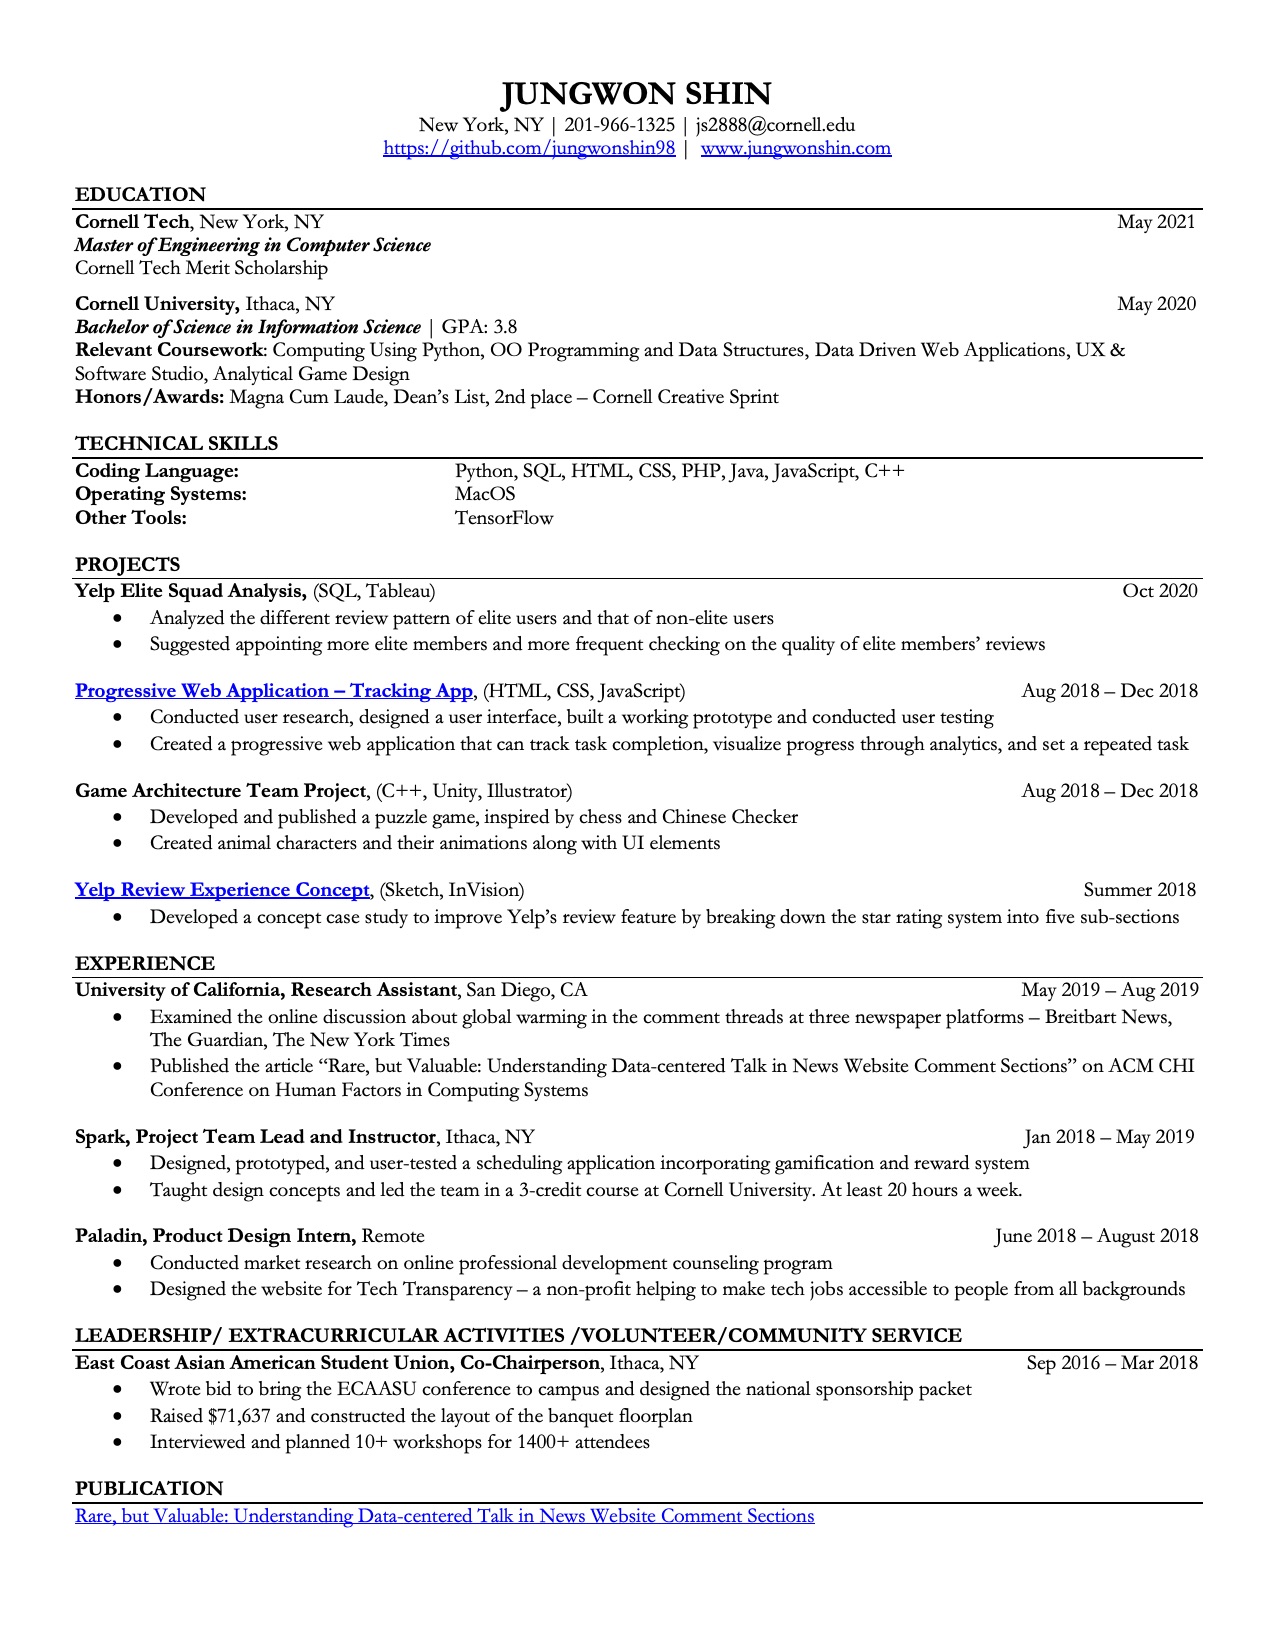 JUNGWON SHIN
New York, NY | 201-966-1325 | js2888@cornell.edu
https://github.com/jungwonshin98 | www.jungwonshin.com
EDUCATION
Cornell Tech, New York, NY May 2021
Master of Engineering in Computer Science
Cornell Tech Merit Scholarship
Cornell University, Ithaca, NY May 2020
Bachelor of Science in Information Science | GPA: 3.8
Relevant Coursework: Computing Using Python, OO Programming and Data Structures, Data Driven Web Applications, UX &
Software Studio, Analytical Game Design
Honors/Awards: Magna Cum Laude, Dean’s List, 2nd place – Cornell Creative Sprint
TECHNICAL SKILLS
Coding Language: Python, SQL, HTML, CSS, PHP, Java, JavaScript, C++
Operating Systems: MacOS
Other Tools: TensorFlow
PROJECTS
Yelp Elite Squad Analysis, (SQL, Tableau) Oct 2020
• Analyzed the different review pattern of elite users and that of non-elite users
• Suggested appointing more elite members and more frequent checking on the quality of elite members’ reviews
Progressive Web Application – Tracking App, (HTML, CSS, JavaScript) Aug 2018 – Dec 2018
• Conducted user research, designed a user interface, built a working prototype and conducted user testing
• Created a progressive web application that can track task completion, visualize progress through analytics, and set a repeated task
Game Architecture Team Project, (C++, Unity, Illustrator) Aug 2018 – Dec 2018
• Developed and published a puzzle game, inspired by chess and Chinese Checker
• Created animal characters and their animations along with UI elements
Yelp Review Experience Concept, (Sketch, InVision) Summer 2018
• Developed a concept case study to improve Yelp’s review feature by breaking down the star rating system into five sub-sections
EXPERIENCE
University of California, Research Assistant, San Diego, CA May 2019 – Aug 2019
• Examined the online discussion about global warming in the comment threads at three newspaper platforms – Breitbart News,
The Guardian, The New York Times
• Published the article “Rare, but Valuable: Understanding Data-centered Talk in News Website Comment Sections” on ACM CHI
Conference on Human Factors in Computing Systems
Spark, Project Team Lead and Instructor, Ithaca, NY Jan 2018 – May 2019
• Designed, prototyped, and user-tested a scheduling application incorporating gamification and reward system
• Taught design concepts and led the team in a 3-credit course at Cornell University. At least 20 hours a week.
Paladin, Product Design Intern, Remote June 2018 – August 2018
• Conducted market research on online professional development counseling program
• Designed the website for Tech Transparency – a non-profit helping to make tech jobs accessible to people from all backgrounds
LEADERSHIP/ EXTRACURRICULAR ACTIVITIES /VOLUNTEER/COMMUNITY SERVICE
East Coast Asian American Student Union, Co-Chairperson, Ithaca, NY Sep 2016 – Mar 2018
• Wrote bid to bring the ECAASU conference to campus and designed the national sponsorship packet
• Raised $71,637 and constructed the layout of the banquet floorplan
• Interviewed and planned 10+ workshops for 1400+ attendees
PUBLICATION
Rare, but Valuable: Understanding Data-centered Talk in News Website Comment Sections